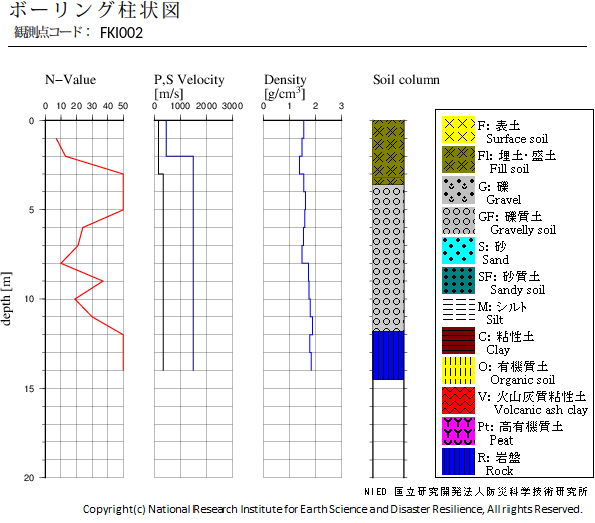 ボーリング柱状図
観測点コード： FKI002
N-Value
P,S Velocity
[m/s]
Density
[g/cm³]
Soil column
0 10 20 30 40 50
0 1000 2000 3000
0 1 2 3
0
5
10
15
20
depth [m]
F: 表土
Surface soil
Fl: 埋土・盛土
Fill soil
G: 礫
Gravel
GF: 礫質土
Gravelly soil
S: 砂
Sand
SF: 砂質土
Sandy soil
M: シルト
Silt
C: 粘性土
Clay
O: 有機質土
Organic soil
V: 火山灰質粘性土
Volcanic ash clay
Pt: 高有機質土
Peat
R: 岩盤
Rock
NIED 国立研究開発法人防災科学技術研究所
Copyright(c) National Research Institute for Earth Science and Disaster Resilience, All rights Reserved.